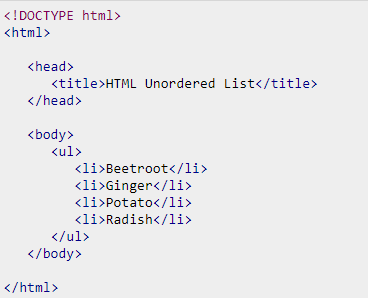 <!DOCTYPE html>
<html>
<head>
<title>HTML Unordered List</title>
</head>
<body>
<ul>
<li>Beetroot</li>
<li>Ginger</li>
<li>Potato</li>
<li>Radish</li>
</ul>
</body>
</html>